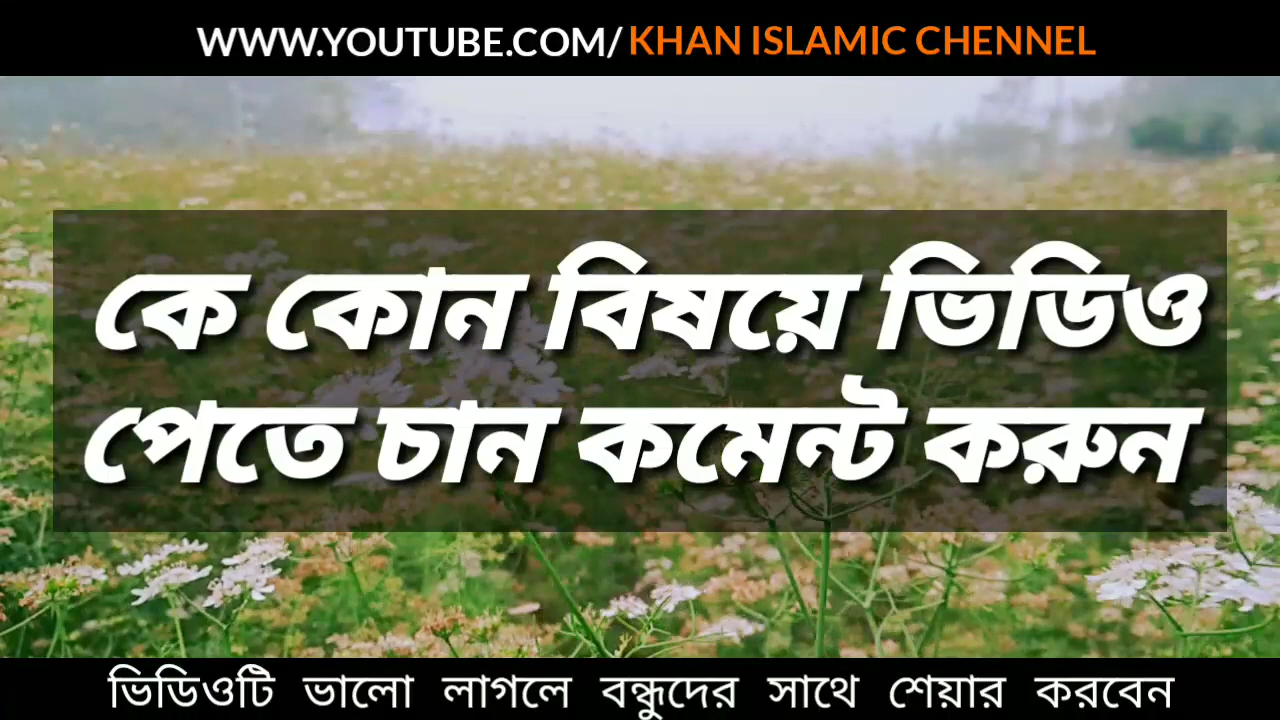 WWW.YOUTUBE.COM/ KHAN ISLAMIC CHENNEL
কে কোন বিষয়ে ভিডিও
পেতে চান কমেন্ট করুন
ভিডিওটি ভালো লাগলে বন্ধুদের সাথে শেয়ার করবেন